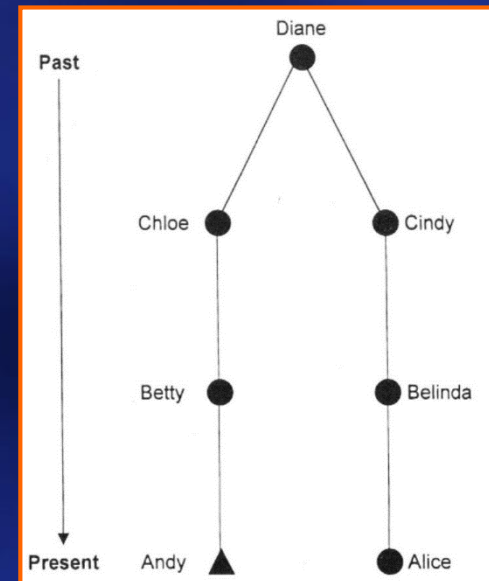 Diane
Past
Chloe
Cindy
Betty
Belinda
Present
Andy
Alice